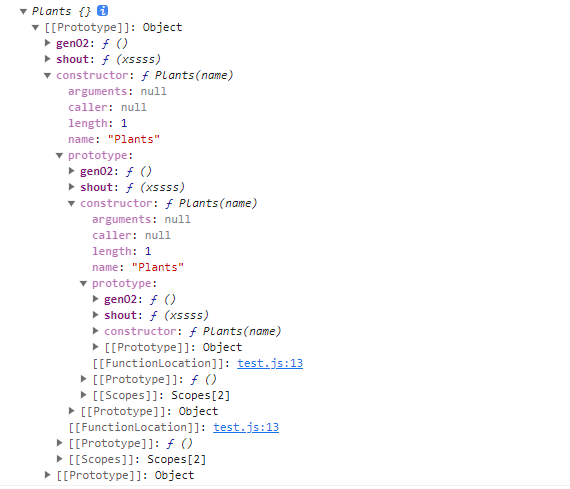 Plants {} i
[[Prototype]]: Object
genO2: ƒ ()
shout: ƒ (xssss)
constructor: ƒ Plants(name)
arguments: null
caller: null
length: 1
name: "Plants"
prototype:
genO2: ƒ ()
shout: ƒ (xssss)
constructor: ƒ Plants(name)
arguments: null
caller: null
length: 1
name: "Plants"
prototype:
genO2: ƒ ()
shout: ƒ (xssss)
constructor: ƒ Plants(name)
[[Prototype]]: Object
[[FunctionLocation]]: test.js:13
[[Prototype]]: ƒ ()
[[Scopes]]: Scopes[2]
[[Prototype]]: Object
[[FunctionLocation]]: test.js:13
[[Prototype]]: ƒ ()
[[Scopes]]: Scopes[2]
[[Prototype]]: Object